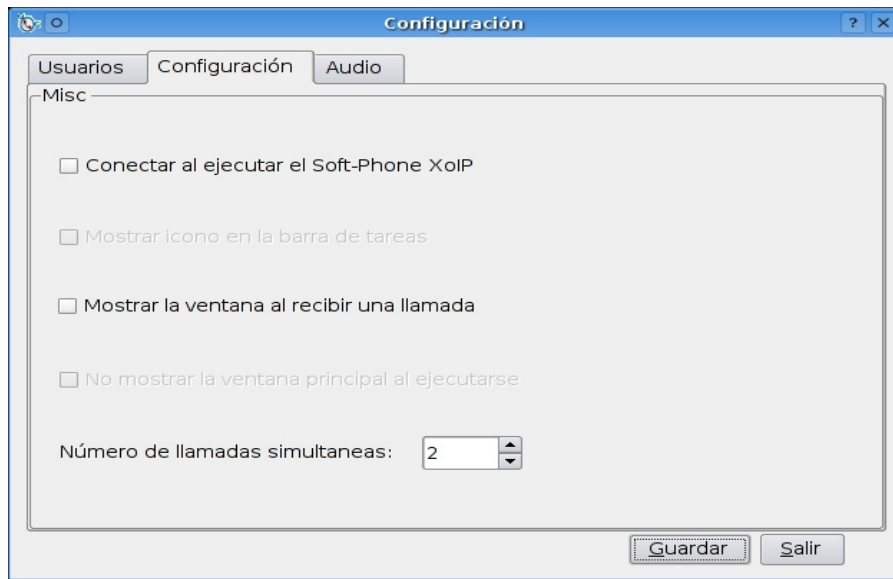 Configuración
Usuarios Configuración Audio
Misc
Conectar al ejecutar el Soft-Phone XoIP
Mostrar icono en la barra de tareas
Mostrar la ventana al recibir una llamada
No mostrar la ventana principal al ejecutarse
Número de llamadas simultaneas: 2
Guardar Salir